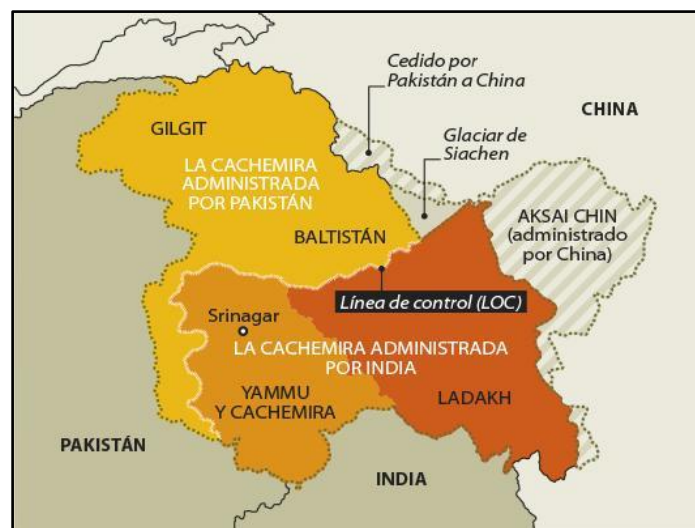 Cedido por
Pakistán a China
CHINA
GILGIT
Glaciar de
Siachen
LA CACHEMIRA
ADMINISTRADA
POR PAKISTÁN
AKSAI CHIN
(administrado
por China)
BALTISTÁN
Línea de control (LOC)
Srinagar
LA CACHEMIRA ADMINISTRADA
POR INDIA
YAMMU
Y CACHEMIRA
LADAKH
PAKISTÁN
INDIA